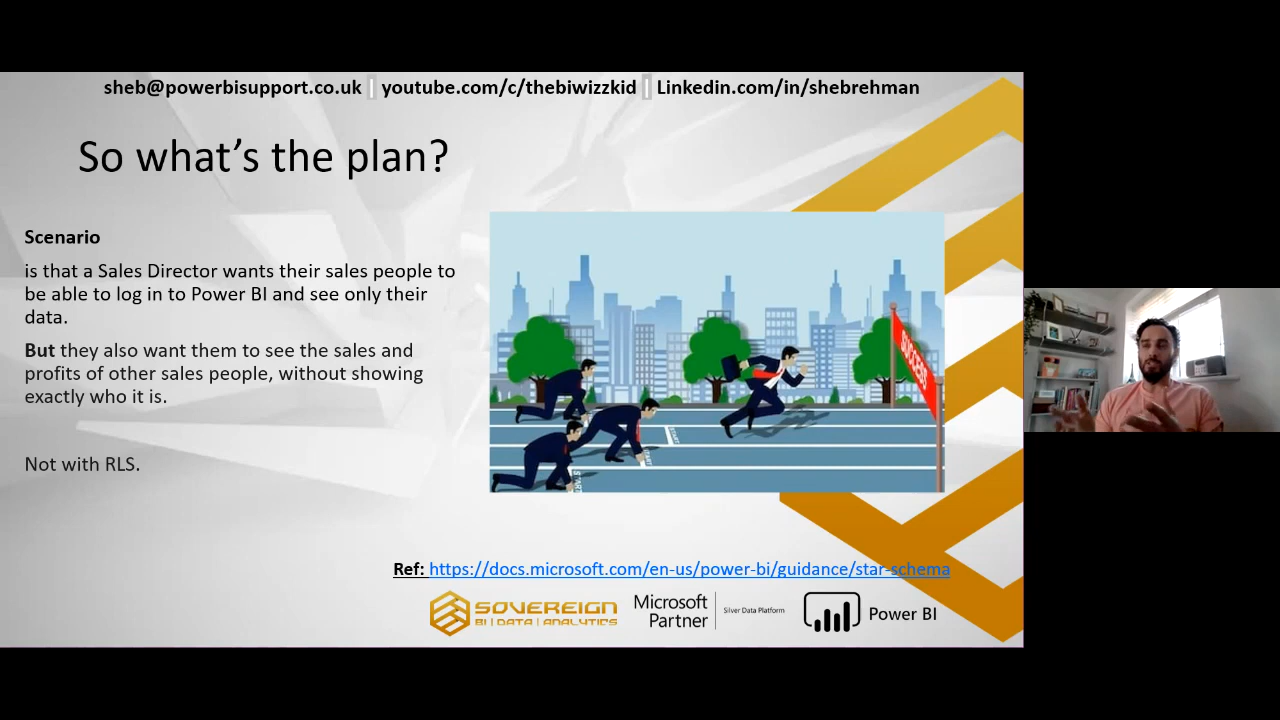 sheb@powerbisupport.co.uk | youtube.com/c/thebiwizzkid | Linkedin.com/in/shebrehman
So what's the plan?
Scenario
is that a Sales Director wants their sales people to
be able to log in to Power BI and see only their
data.
But they also want them to see the sales and
profits of other sales people, without showing
exactly who it is.
Not with RLS.
SUCCESS
START
START
START
Ref: https://docs.microsoft.com/en-us/power-bi/guidance/star-schema
SOVEREIGN
BI | DATA | ANALYTICS
Microsoft
Partner
Silver Data Platform
Power BI